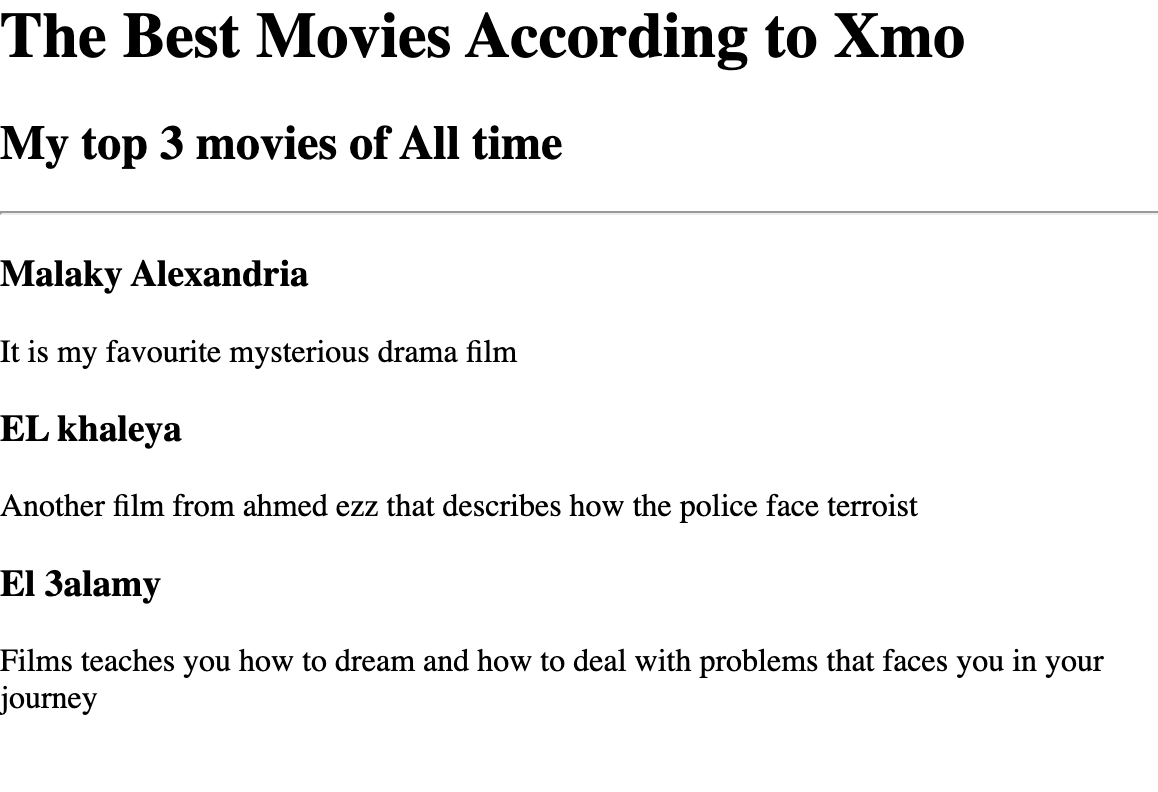 The Best Movies According to Xmo
My top 3 movies of All time
Malaky Alexandria
It is my favourite mysterious drama film
EL khaleya
Another film from ahmed ezz that describes how the police face terroist
El 3alamy
Films teaches you how to dream and how to deal with problems that faces you in your
journey